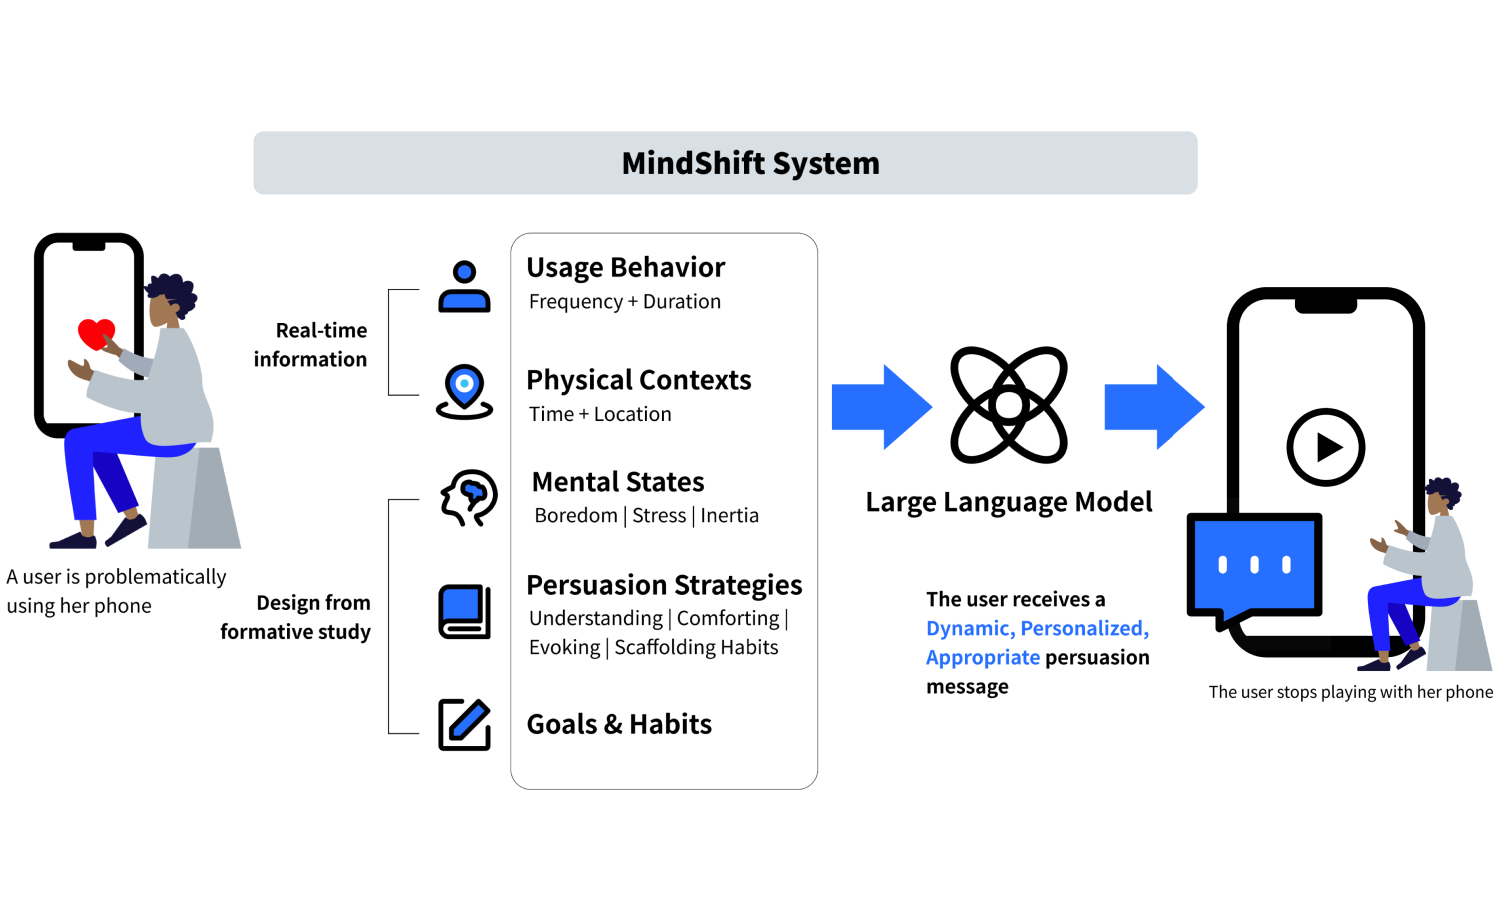 MindShift System
Usage Behavior
Frequency + Duration
Real-time
information
Physical Contexts
Time + Location
Mental States
Boredom | Stress | Inertia
Large Language Model
A user is problematically
using her phone
Persuasion Strategies
Understanding | Comforting |
Evoking | Scaffolding Habits
Design from
formative study
Goals & Habits
The user receives a
Dynamic, Personalized,
Appropriate persuasion
message
The user stops playing with her phone